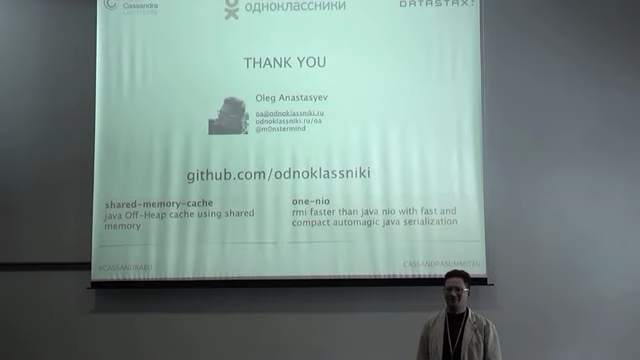 Cassandra
одноклассники
DATASTAX
THANK YOU
Oleg Anastasyev
oa@odnoklassniki.ru
odnoklassniki.ru/oa
@m0nstermind
github.com/odnoklassniki
shared-memory-cache
java Off-Heap cache using shared
memory
one-nio
rmi faster than java nio with fast and
compact automagic java serialization
#CASSANDRAEU
CASSANDRASUMMITEU